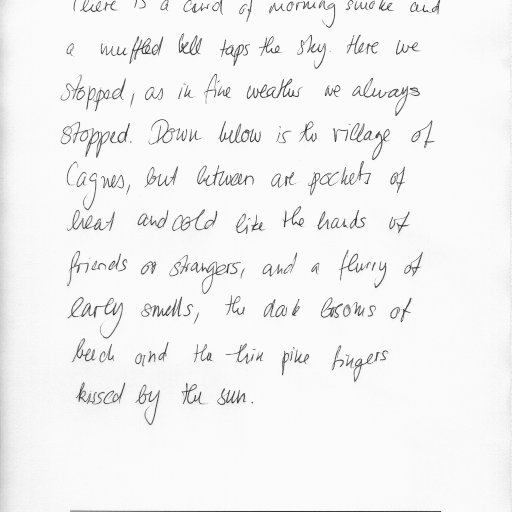 There is a curd of morning smoke and
a muffled bell taps the sky. Here we
stopped, as in fine weather we always
stopped. Down below is the village of
Cagnes, but between are pockets of
heat and cold like the hands of
friends or strangers, and a flurry of
early smells, the dark bosoms of
beech and the thin pine fingers
kissed by the sun.